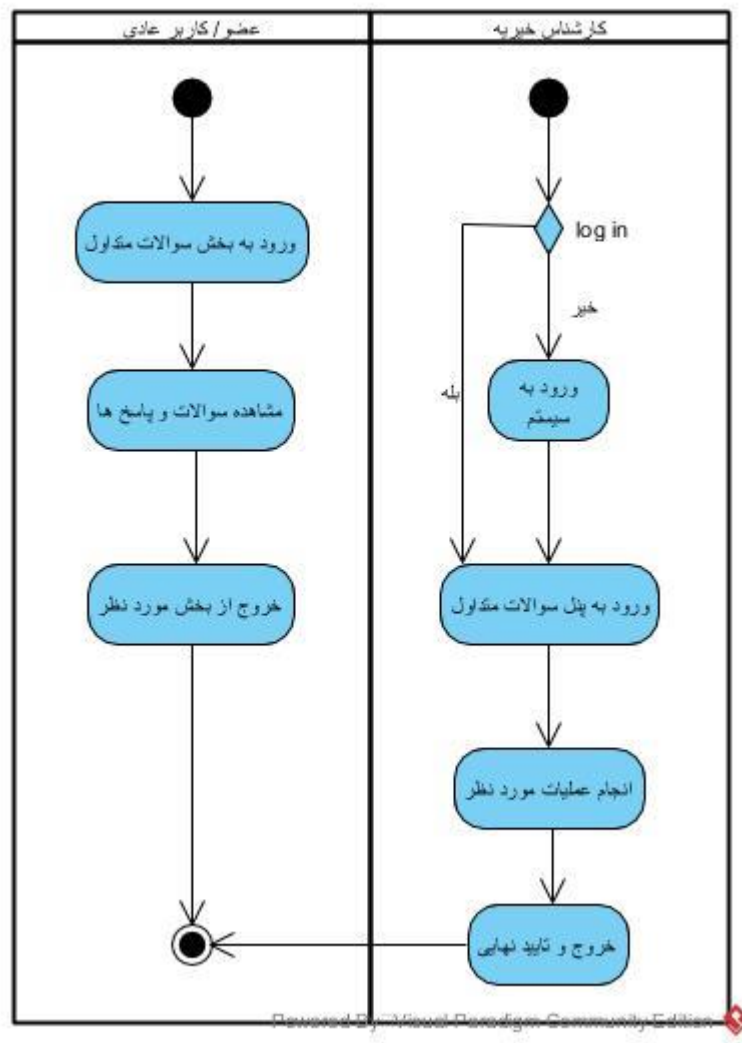 کارشناس خیریه
عضو / کاربر عادی
log in
خیر
بله
ورود به
سیستم
ورود به پنل سوالات متداول
انجام عملیات مورد نظر
خروج و تایید نهایی
ورود به بخش سوالات متداول
مشاهده سوالات و پاسخ ها
خروج از بخش مورد نظر
Powered By Visual Paradigm Community Edition